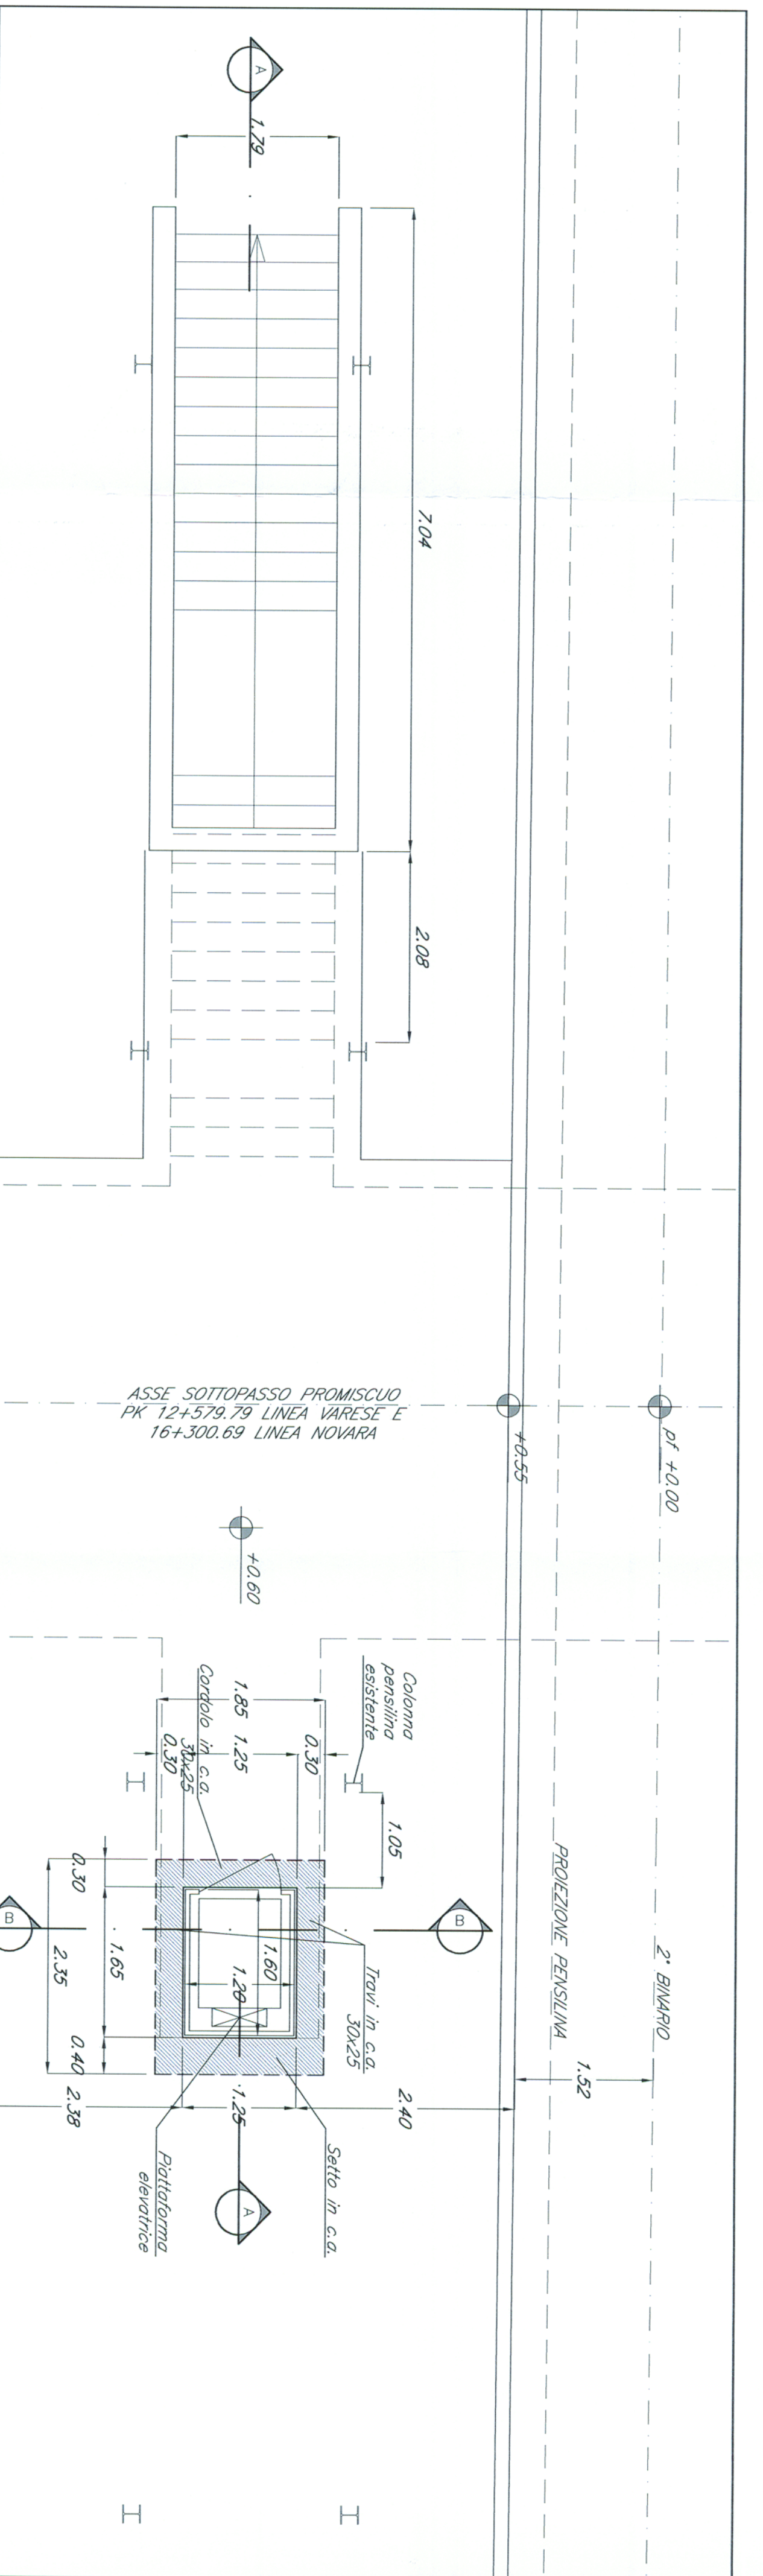 A
1.79
7.04
2.08
ASSE SOTTOPASSO PROMISCUO
PK 12+579.79 LINEA VARESE E
16+300.69 LINEA NOVARA
+0.55
pf +0.00
+0.60
Colonna
pensilina
esistente
Cordolo in c.a.
30x25
1.85
0.30
1.25
0.30
1.05
B
B
PROIEZIONE PENSILINA
2° BINARIO
0.30
1.65
0.40
2.35
1.60
1.20
Travi in c.a.
30x25
1.52
2.38
1.25
2.40
Setto in c.a.
Piattaforma
elevatrice
A